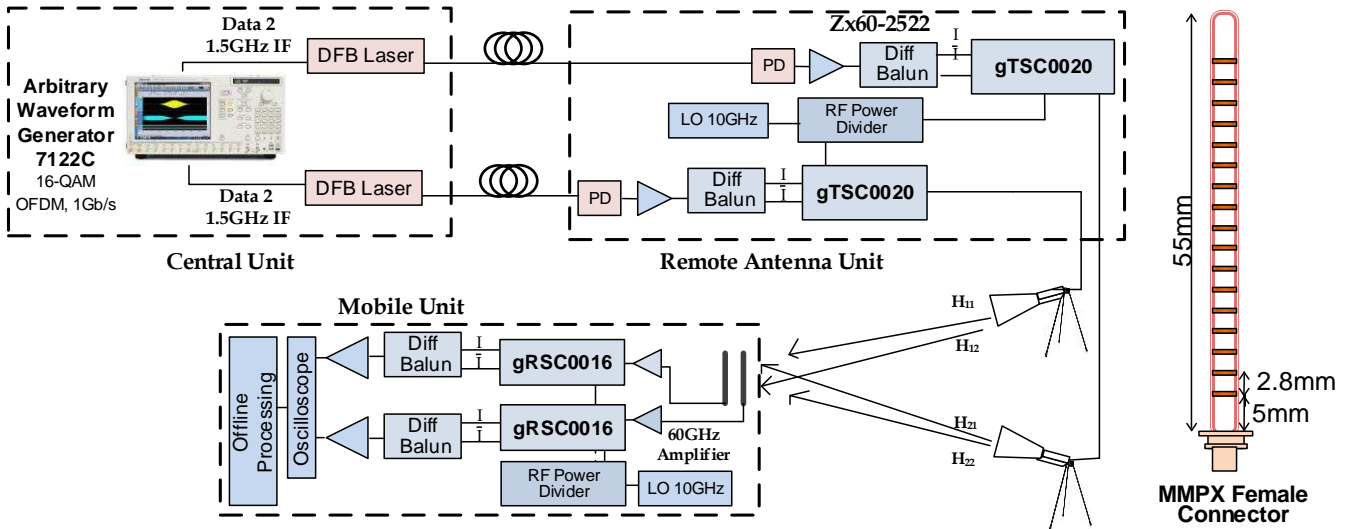 Data 2
1.5GHz IF
DFB Laser
Arbitrary
Waveform
Generator
7122C
16-QAM
OFDM, 1Gb/s
Data 2
1.5GHz IF
DFB Laser
Central Unit
Zx60-2522
PD
Diff
Balun
I
I
gTSC0020
LO 10GHz
RF Power
Divider
PD
Diff
Balun
I
I
gTSC0020
Remote Antenna Unit
Mobile Unit
Offline
Processing
Oscilloscope
Diff
Balun
I
I
gRSC0016
Diff
Balun
I
I
gRSC0016
60GHz
Amplifier
RF Power
Divider
LO 10GHz
H11
H12
H21
H22
55mm
2.8mm
5mm
MMPX Female
Connector